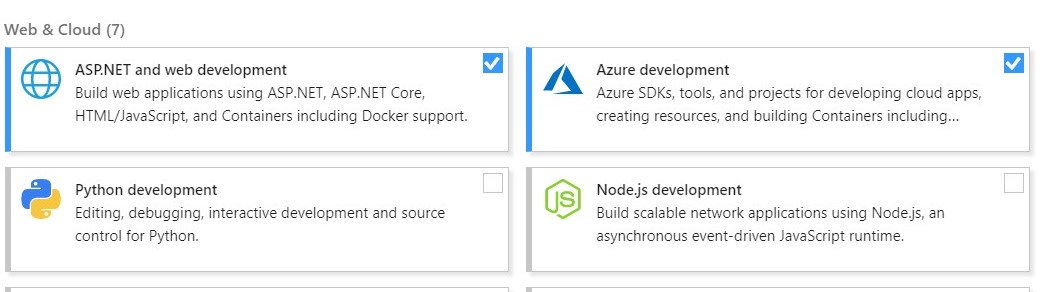 Web & Cloud (7)
ASP.NET and web development
Build web applications using ASP.NET, ASP.NET Core,
HTML/JavaScript, and Containers including Docker support.
Azure development
Azure SDKs, tools, and projects for developing cloud apps,
creating resources, and building Containers including...
Python development
Editing, debugging, interactive development and source
control for Python.
JS
Node.js development
Build scalable network applications using Node.js, an
asynchronous event-driven JavaScript runtime.